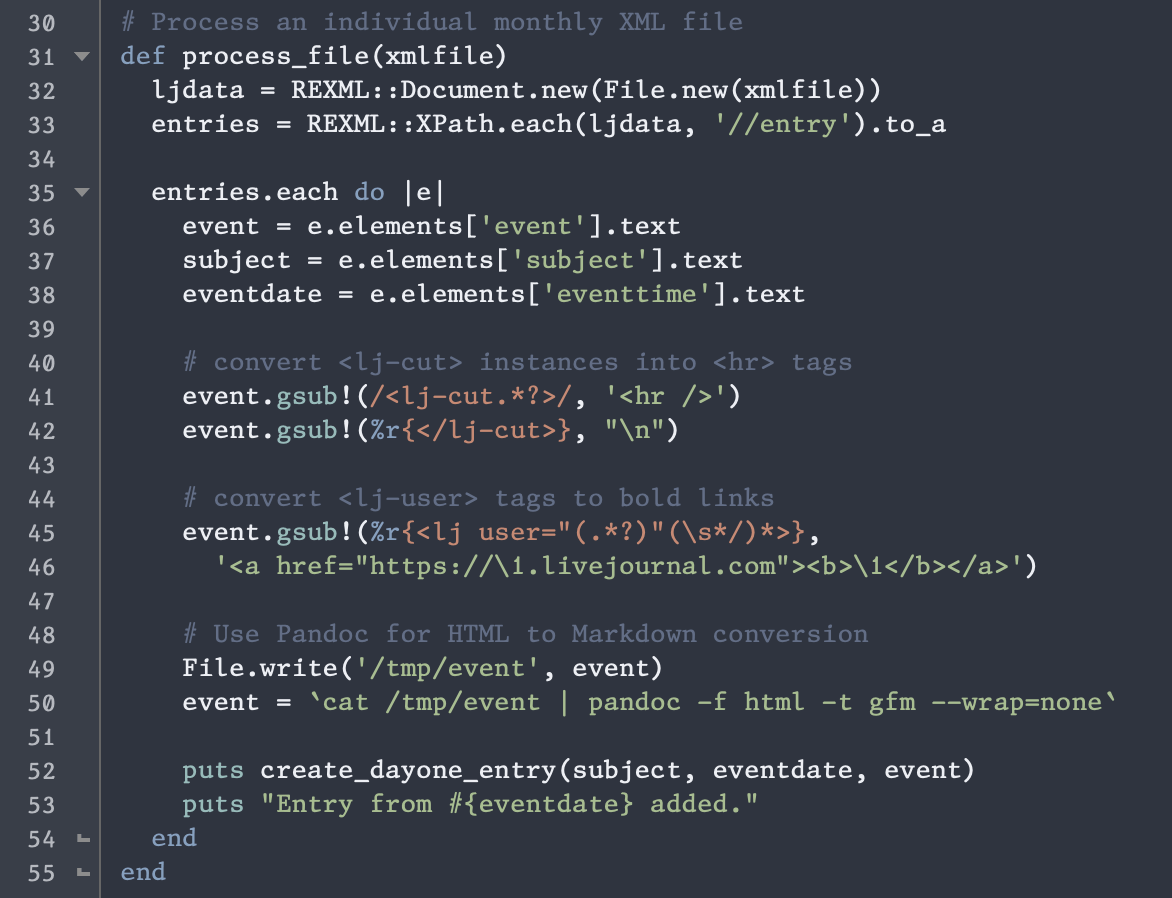 30 # Process an individual monthly XML file
31 def process_file(xmlfile)
32   ljdata = REXML::Document.new(File.new(xmlfile))
33   entries = REXML::XPath.each(ljdata, '//entry').to_a
34
35   entries.each do |e|
36     event = e.elements['event'].text
37     subject = e.elements['subject'].text
38     eventdate = e.elements['eventtime'].text
39
40     # convert <lj-cut> instances into <hr> tags
41     event.gsub!(/<lj-cut.*?>/, '<hr />')
42     event.gsub!(%r{</lj-cut>}, "\n")
43
44     # convert <lj-user> tags to bold links
45     event.gsub!(%r{<lj user="(.*?)"(\s*/)*>},
46       '<a href="https://\1.livejournal.com"><b>\1</b></a>')
47
48     # Use Pandoc for HTML to Markdown conversion
49     File.write('/tmp/event', event)
50     event = `cat /tmp/event | pandoc -f html -t gfm --wrap=none`
51
52     puts create_dayone_entry(subject, eventdate, event)
53     puts "Entry from #{eventdate} added."
54   end
55 end